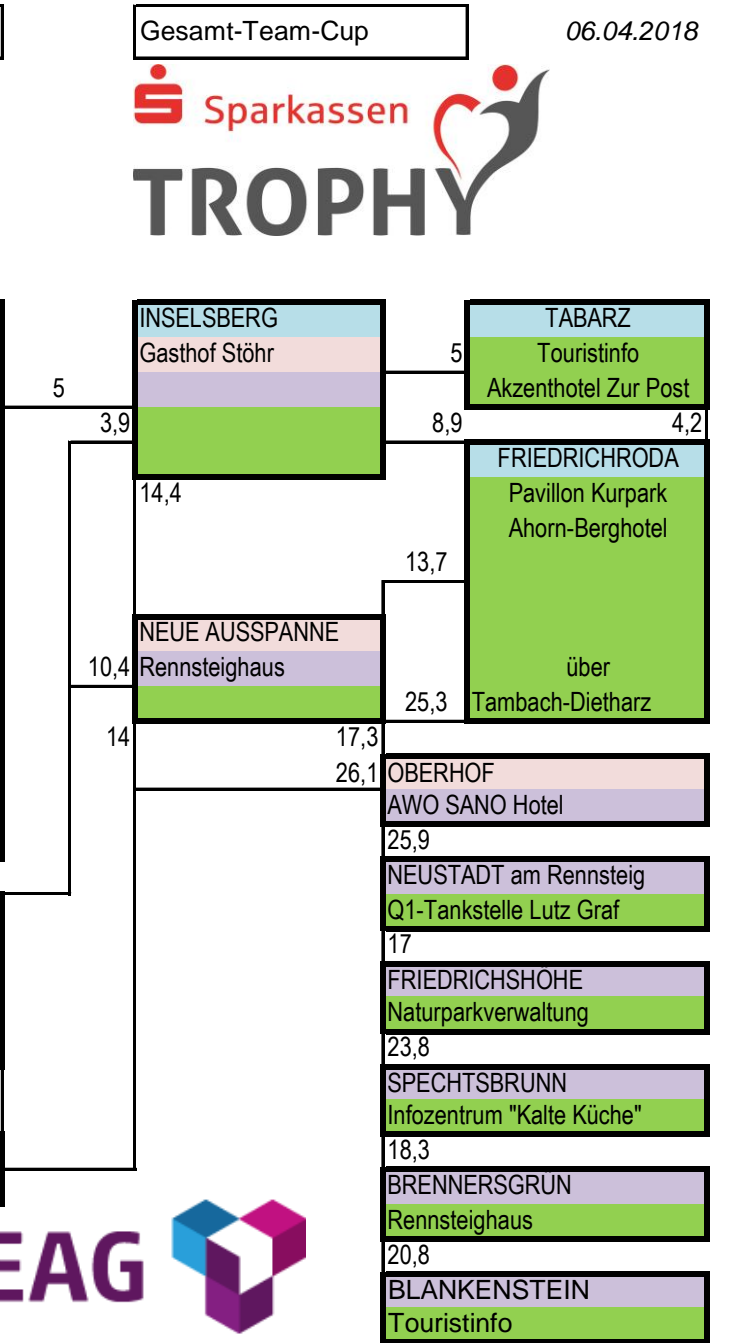 Gesamt-Team-Cup 06.04.2018
Sparkassen
TROPHY
INSELSBERG
Gasthof Stöhr
TABARZ
Touristinfo
Akzenthotel Zur Post
5
5
3,9
8,9
4,2
14,4
FRIEDRICHRODA
Pavillon Kurpark
Ahorn-Berghotel
über
Tambach-Dietharz
13,7
NEUE AUSSPANNE
Rennsteighaus
10,4
25,3
14
17,3
26,1
OBERHOF
AWO SANO Hotel
25,9
NEUSTADT am Rennsteig
Q1-Tankstelle Lutz Graf
17
FRIEDRICHSHÖHE
Naturparkverwaltung
23,8
SPECHTSBRUNN
Infozentrum "Kalte Küche"
18,3
BRENNERSGRÜN
Rennsteighaus
20,8
BLANKENSTEIN
Touristinfo
EAG